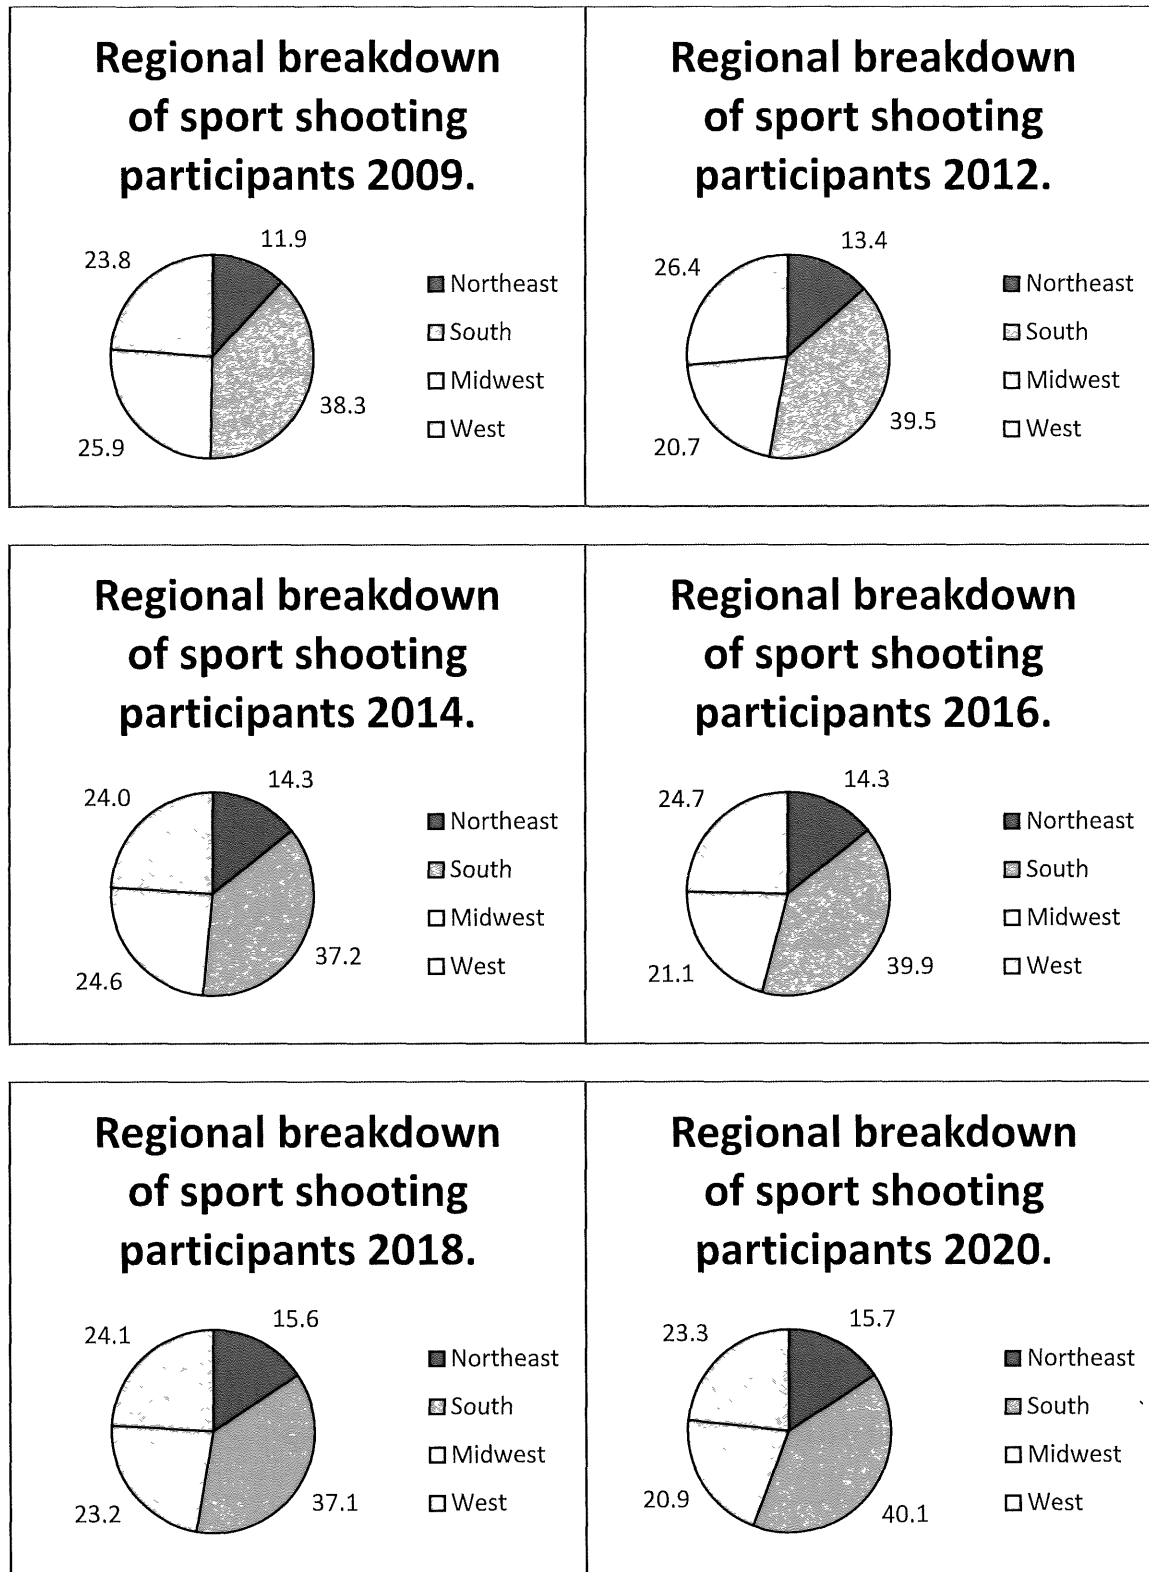 Regional breakdown
of sport shooting
participants 2009.
11.9
23.8
38.3
25.9
Northeast
South
Midwest
West
Regional breakdown
of sport shooting
participants 2012.
13.4
26.4
39.5
20.7
Northeast
South
Midwest
West
Regional breakdown
of sport shooting
participants 2014.
14.3
24.0
37.2
24.6
Northeast
South
Midwest
West
Regional breakdown
of sport shooting
participants 2016.
14.3
24.7
39.9
21.1
Northeast
South
Midwest
West
Regional breakdown
of sport shooting
participants 2018.
15.6
24.1
37.1
23.2
Northeast
South
Midwest
West
Regional breakdown
of sport shooting
participants 2020.
15.7
23.3
40.1
20.9
Northeast
South
Midwest
West